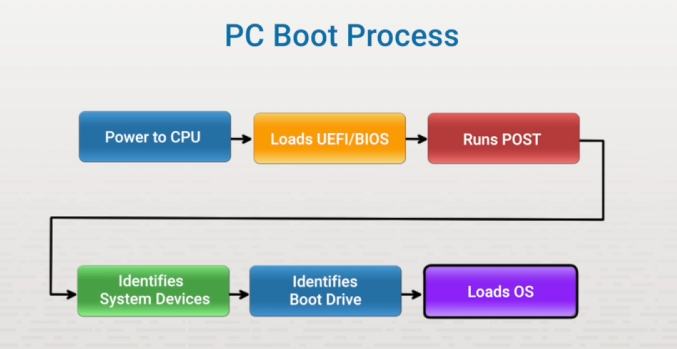 PC Boot Process
Power to CPU
Loads UEFI/BIOS
Runs POST
Identifies
System Devices
Identifies
Boot Drive
Loads OS